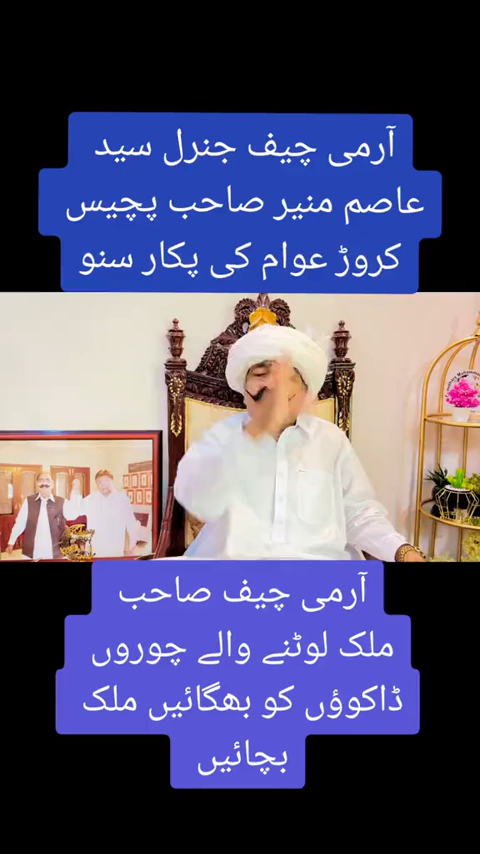 آرمی چیف جنرل سید
عاصم منیر صاحب پچیس
کروڑ عوام کی پکار سنو
آرمی چیف صاحب
ملک لوٹنے والے چوروں
ڈاکوؤں کو بھگائیں ملک
بچائیں